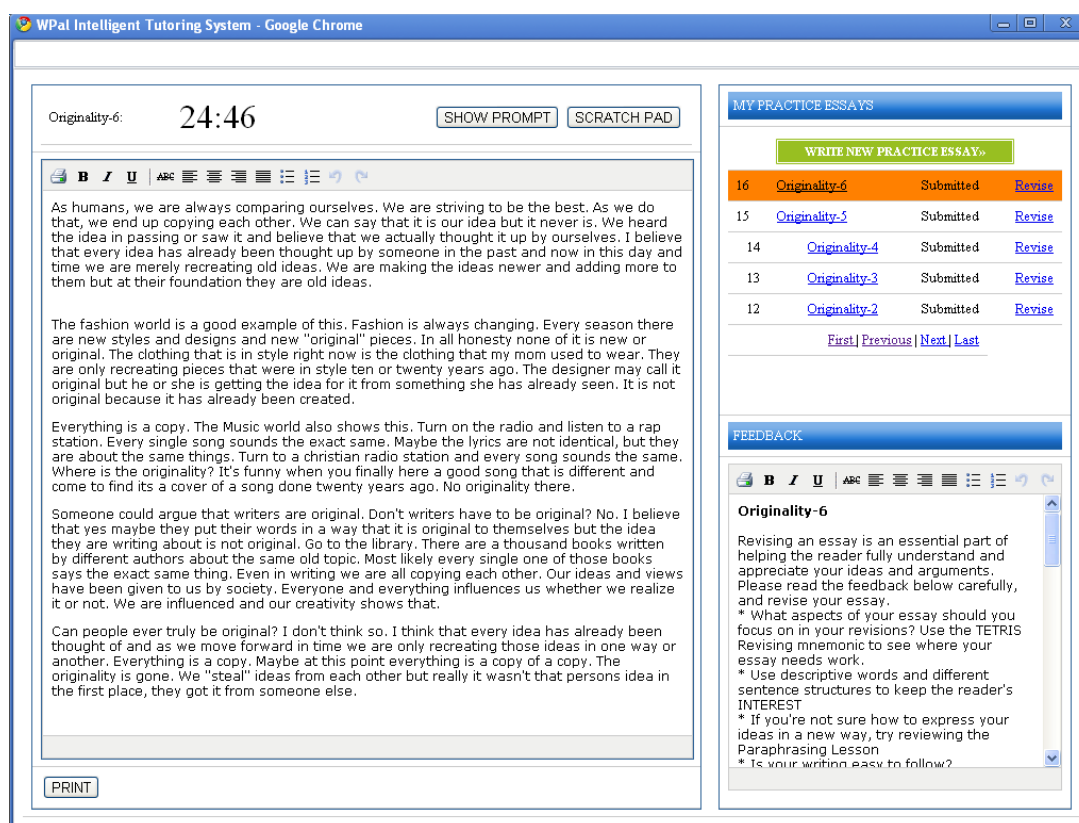 WPal Intelligent Tutoring System - Google Chrome
Originality-6:
24:46
SHOW PROMPT
SCRATCH PAD
B I U ABC
As humans, we are always comparing ourselves. We are striving to be the best. As we do
that, we end up copying each other. We can say that it is our idea but it never is. We heard
the idea in passing or saw it and believe that we actually thought it up by ourselves. I believe
that every idea has already been thought up by someone in the past and now in this day and
time we are merely recreating old ideas. We are making the ideas newer and adding more to
them but at their foundation they are old ideas.
The fashion world is a good example of this. Fashion is always changing. Every season there
are new styles and designs and new "original" pieces. In all honesty none of it is new or
original. The clothing that is in style right now is the clothing that my mom used to wear. They
are only recreating pieces that were in style ten or twenty years ago. The designer may call it
original but he or she is getting the idea for it from something she has already seen. It is not
original because it has already been created.
Everything is a copy. The Music world also shows this. Turn on the radio and listen to a rap
station. Every single song sounds the exact same. Maybe the lyrics are not identical, but they
are about the same things. Turn to a christian radio station and every song sounds the same.
Where is the originality? It's funny when you finally here a good song that is different and
come to find its a cover of a song done twenty years ago. No originality there.
Someone could argue that writers are original. Don't writers have to be original? No. I believe
that yes maybe they put their words in a way that it is original to themselves but the idea
they are writing about is not original. Go to the library. There are a thousand books written
by different authors about the same old topic. Most likely every single one of those books
says the exact same thing. Even in writing we are all copying each other. Our ideas and views
have been given to us by society. Everyone and everything influences us whether we realize
it or not. We are influenced and our creativity shows that.
Can people ever truly be original? I don't think so. I think that every idea has already been
thought of and as we move forward in time we are only recreating those ideas in one way or
another. Everything is a copy. Maybe at this point everything is a copy of a copy. The
originality is gone. We "steal" ideas from each other but really it wasn't that persons idea in
the first place, they got it from someone else.
PRINT
MY PRACTICE ESSAYS
WRITE NEW PRACTICE ESSAY»
16 Originality-6 Submitted Revise
15 Originality-5 Submitted Revise
14 Originality-4 Submitted Revise
13 Originality-3 Submitted Revise
12 Originality-2 Submitted Revise
First | Previous | Next | Last
FEEDBACK
B I U ABC
Originality-6
Revising an essay is an essential part of
helping the reader fully understand and
appreciate your ideas and arguments.
Please read the feedback below carefully,
and revise your essay.
* What aspects of your essay should you
focus on in your revisions? Use the TETRIS
Revising mnemonic to see where your
essay needs work.
* Use descriptive words and different
sentence structures to keep the reader's
INTEREST
* If you're not sure how to express your
ideas in a new way, try reviewing the
Paraphrasing Lesson
* Is your writing easy to follow?